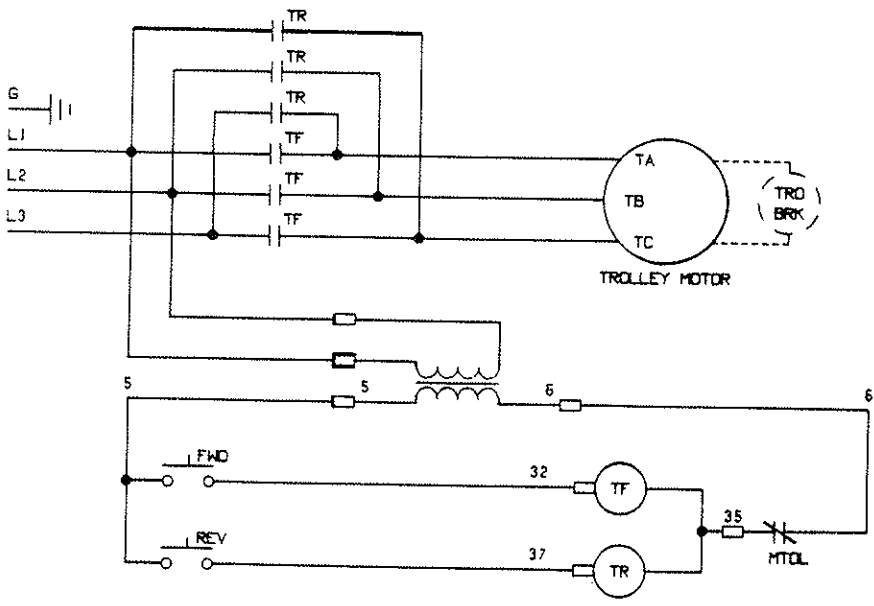 TR
TR
TR
G
L1
TF
L2
TF
L3
TF
TA
TB
TC
TRO
BRK
TROLLEY MOTOR
5
5
6
6
FWD
32
TF
35
REV
37
TR
MTOL